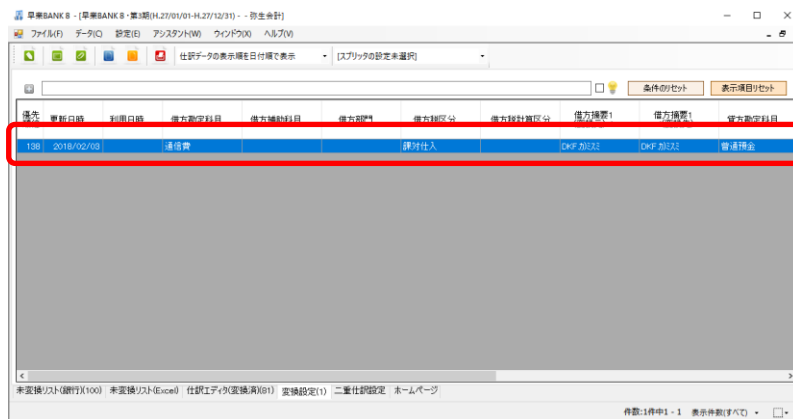 早業BANK 8 - [早業BANK 8・第3期(H.27/01/01-H.27/12/31) - - 弥生会計]
ファイル(F) データ(C) 設定(E) アシスタント(W) ウィンドウ(X) ヘルプ(V)
仕訳データの表示順を日付順で表示 [スプリッタの設定未選択]
条件のリセット 表示項目リセット
優先 更新日時 利用日時 借方勘定科目 借方補助科目 借方部門 借方税区分 借方税計算区分 借方摘要1 借方摘要1 貸方勘定科目
138 2018/02/03 通信費 課対仕入 DKF.カミスミ DKF.カミスミ 普通預金
未変換リスト(銀行)(100) 未変換リスト(Excel) 仕訳エディタ(変換済)(81) 変換設定(1) 二重仕訳設定 ホームページ
件数:1件中1 - 1 表示件数(すべて)